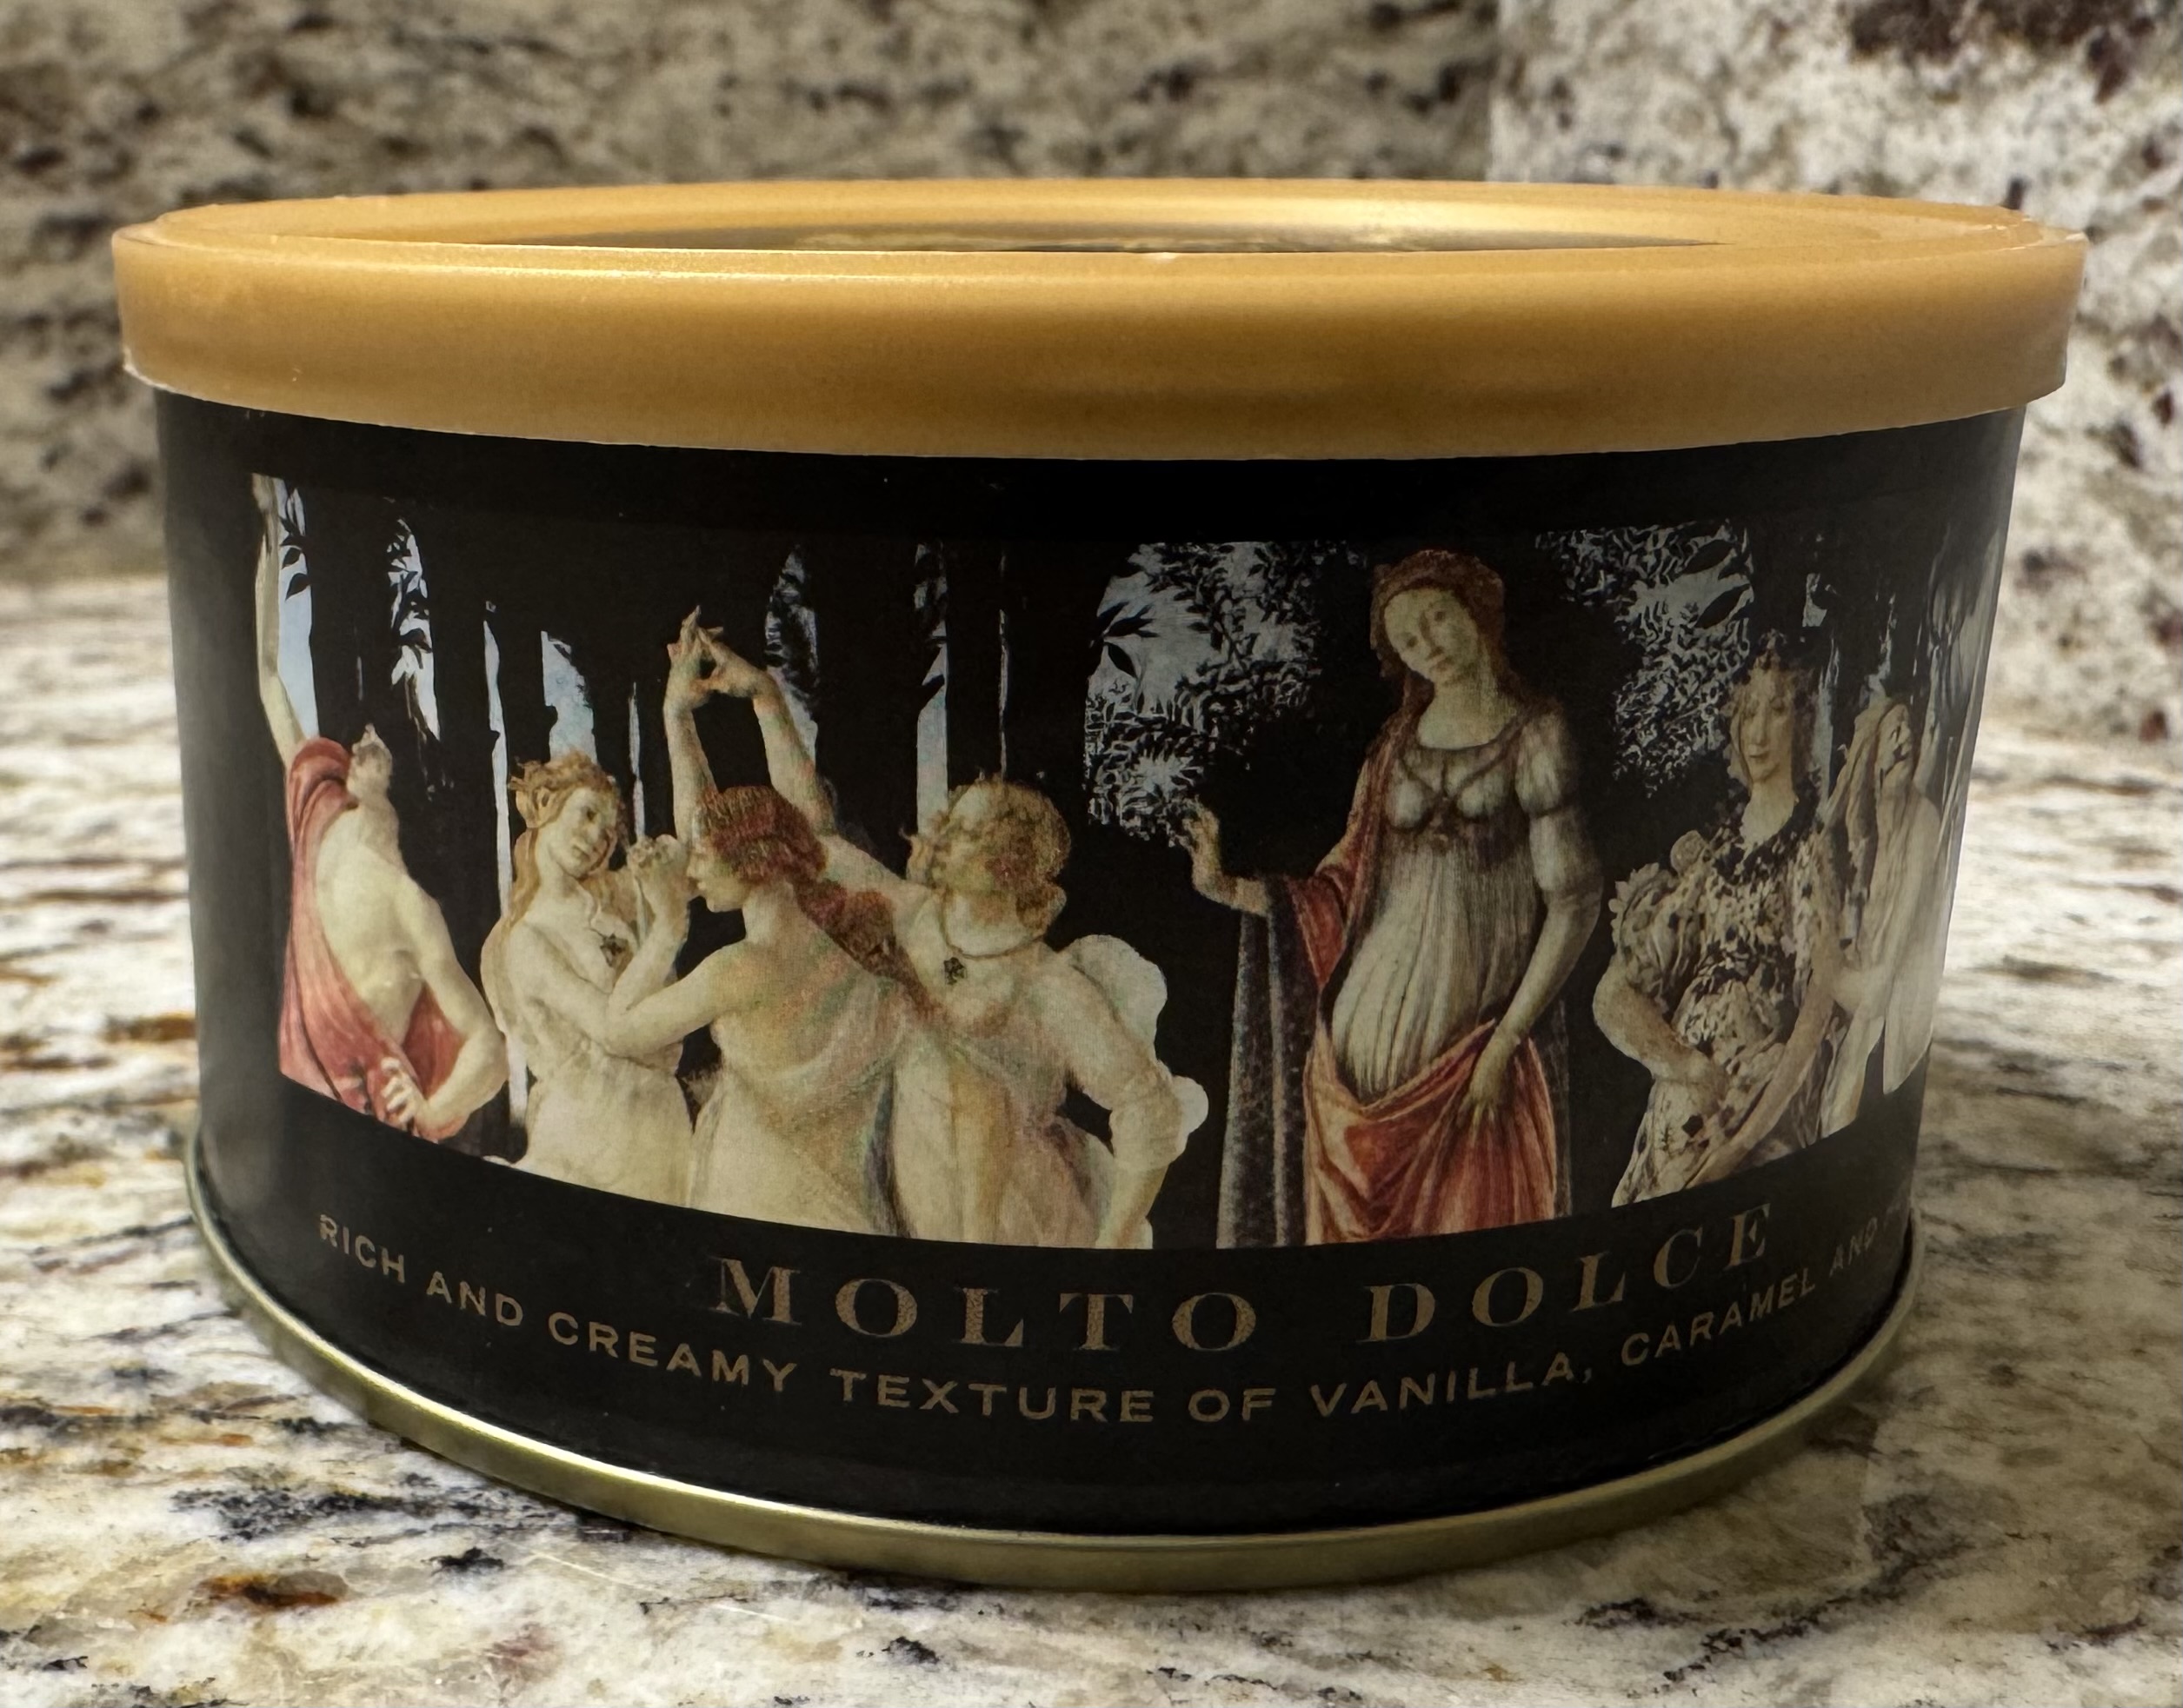 MOLTO DOLCE
RICH AND CREAMY TEXTURE OF VANILLA, CARAMEL AND